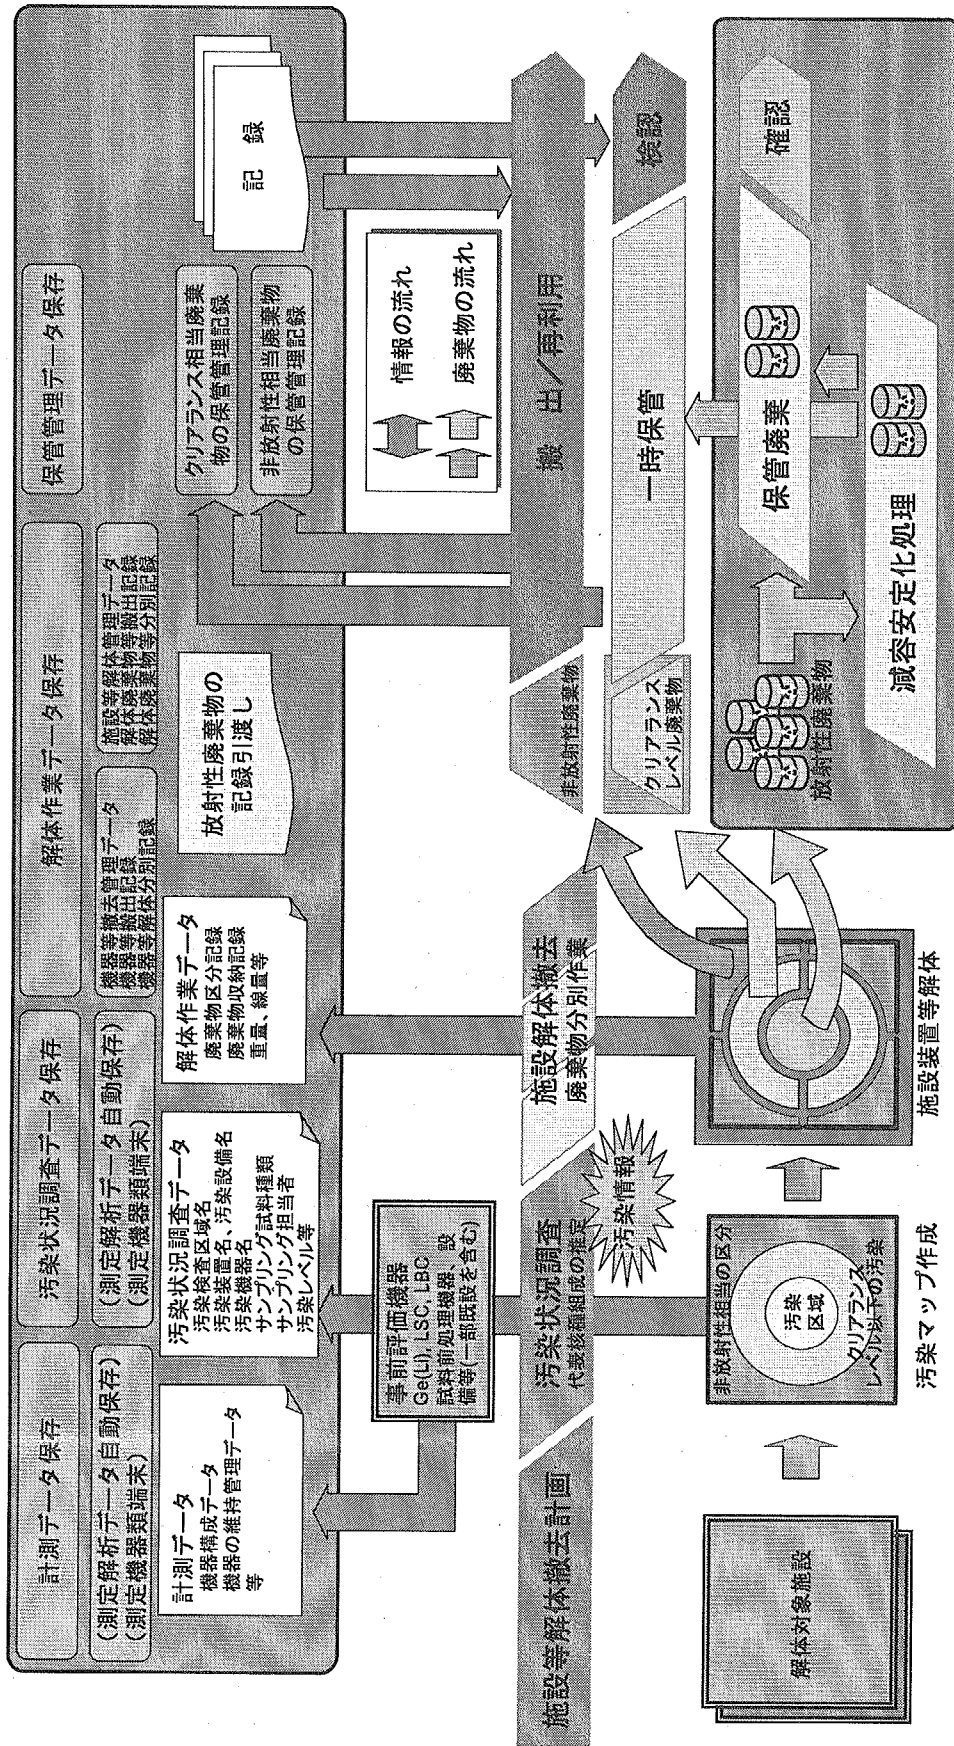 計測データ保存
(測定解析データ自動保存)
(測定機器類端末)
計測データ
機器構成データ
機器の維持管理データ
等
汚染状況調査データ保存
(測定解析データ自動保存)
(測定機器類端末)
汚染状況調査データ
汚染検査区域名
汚染装置名、汚染設備名
汚染機器名
サンプリング試料種類
サンプリング担当者
汚染レベル等
解体作業データ保存
機器等撤去管理データ
機器等搬出記録
機器等解体分別記録
施設等解体管理データ
解体廃棄物等搬出記録
解体廃棄物等分別記録
解体作業データ
廃棄物区分記録
廃棄物収納記録
重量、線量等
放射性廃棄物の
記録引渡し
保管管理データ保存
クリアランス相当廃棄
物の保管管理記録
非放射性相当廃棄物
の保管管理記録
記 録
事前評価機器
Ge(Li), LSC, LBC
試料前処理機器、設
備等(一部既設を含む)
情報の流れ
廃棄物の流れ
施設等解体撤去計画
汚染状況調査
代表核種組成の推定
施設解体撤去
廃棄物分別作業
汚染情報
非放射性廃棄物
搬 出/再利用
クリアランス
レベル廃棄物
一時保管
検認
解体対象施設
非放射性相当の区分
汚染
区域
クリアランス
レベル以下の汚染
汚染マップ作成
施設装置等解体
放射性廃棄物
保管廃棄
確認
減容安定化処理